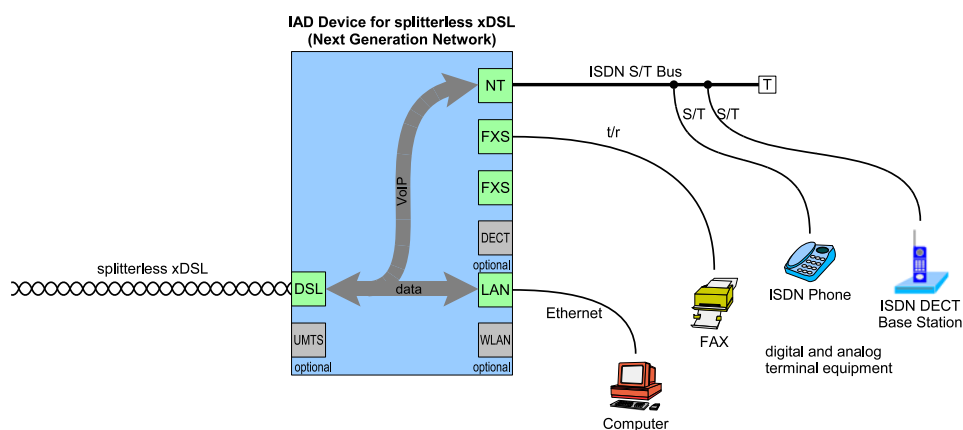 IAD Device for splitterless xDSL
(Next Generation Network)
ISDN S/T Bus
NT
T
S/T
S/T
FXS
t/r
VoIP
FXS
DECT
optional
splitterless xDSL
DSL
data
LAN
Ethernet
ISDN Phone
ISDN DECT
Base Station
UMTS
optional
WLAN
optional
FAX
digital and analog
terminal equipment
Computer